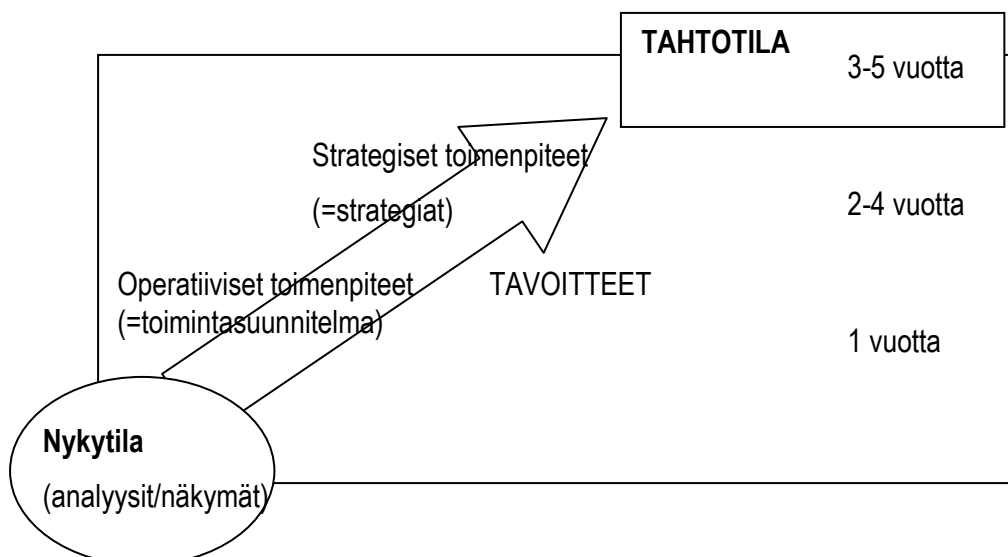 TAHTOTILA
3-5 vuotta
Strategiset toimenpiteet
(=strategiat)
2-4 vuotta
Operatiiviset toimenpiteet
(=toimintasuunnitelma)
TAVOITTEET
1 vuotta
Nykytila
(analyysit/näkymät)